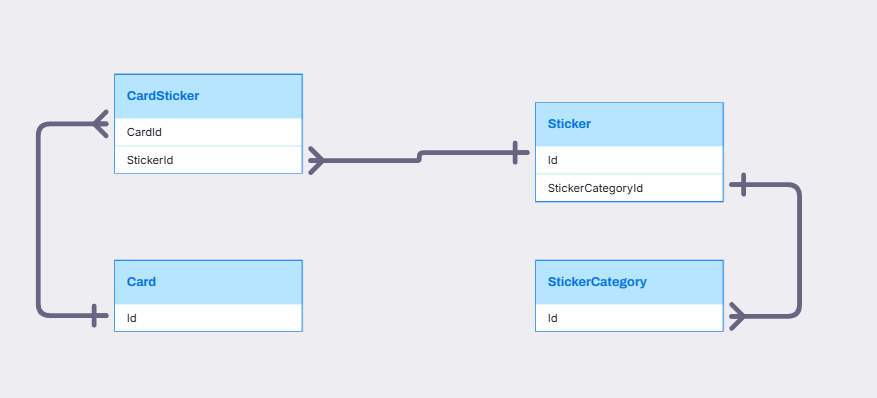 CardSticker
CardId
StickerId
Sticker
Id
StickerCategoryId
Card
Id
StickerCategory
Id